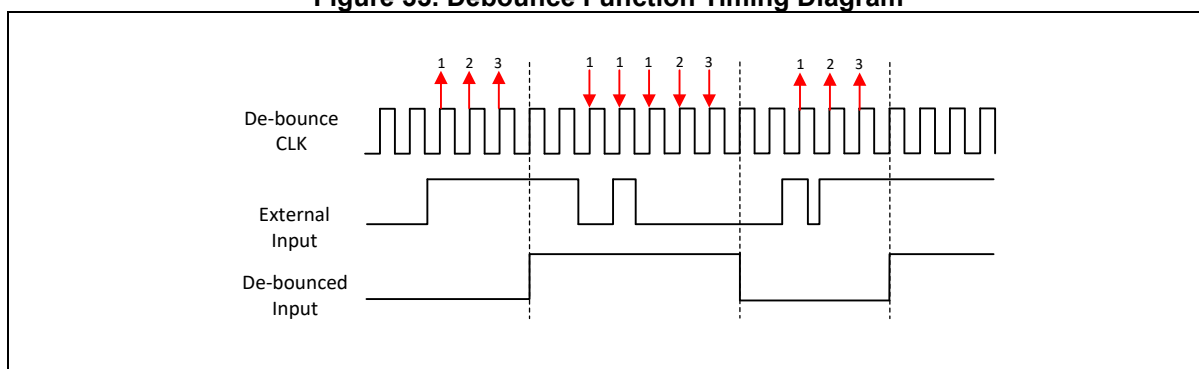 Figure 53. Debounce Function Timing Diagram
1 2 3 1 1 1 2 3 1 2 3
De-bounce
CLK
External
Input
De-bounced
Input